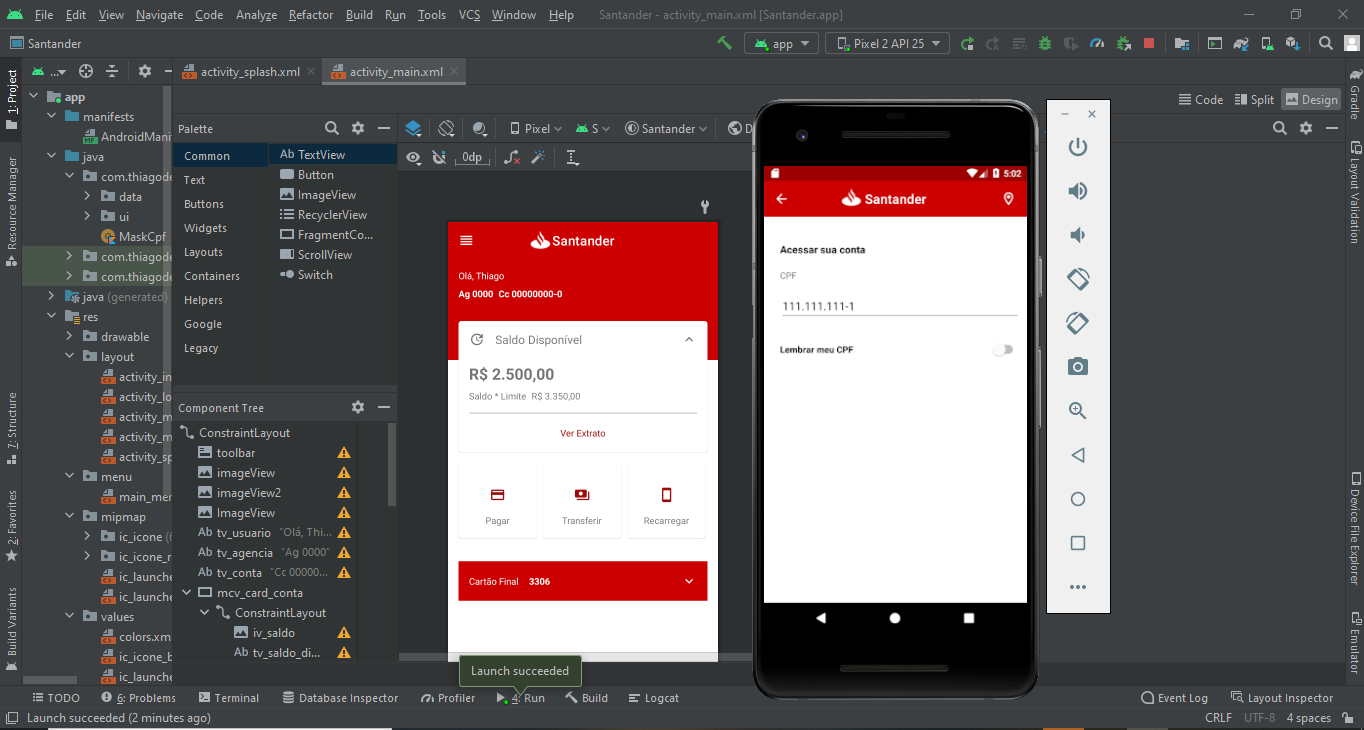 File Edit View Navigate Code Analyze Refactor Build Run Tools VCS Window Help Santander - activity_main.xml [Santander.app]
Santander app Pixel 2 API 25
... activity_splash.xml activity_main.xml
1: Project
Resource Manager
7: Structure
2: Favorites
Build Variants
app
manifests
AndroidMani
java
com.thiagode
data
ui
MaskCpf
com.thiagode
com.thiagode
java (generated)
res
drawable
layout
activity_in
activity_lo
activity_m
activity_m
activity_sp
menu
main_mer
mipmap
ic_icone (6
ic_icone_r
ic_launche
ic_launche
values
colors.xm
ic_icone_b
ic_launche
Palette
Common
Text
Buttons
Widgets
Layouts
Containers
Helpers
Google
Legacy
Ab TextView
Button
ImageView
RecyclerView
FragmentCo...
ScrollView
Switch
Component Tree
ConstraintLayout
toolbar
imageView
imageView2
ImageView
Ab tv_usuario "Olá, Thi...
Ab tv_agencia "Ag 0000"
Ab tv_conta "Cc 00000...
mcv_card_conta
ConstraintLayout
iv_saldo
Ab tv_saldo_di...
Pixel S Santander D
0dp
Code Split Design
Santander
Olá, Thiago
Ag 0000 Cc 00000000-0
Saldo Disponível
R$ 2.500,00
Saldo * Limite R$ 3.350,00
Ver Extrato
Pagar Transferir Recarregar
Cartão Final 3306
5:02
Santander
Acessar sua conta
CPF
111.111.111-1
Lembrar meu CPF
Gradle
Layout Validation
Device File Explorer
Emulator
Launch succeeded
TODO 6: Problems Terminal Database Inspector Profiler 4: Run Build Logcat Event Log Layout Inspector
Launch succeeded (2 minutes ago) CRLF UTF-8 4 spaces